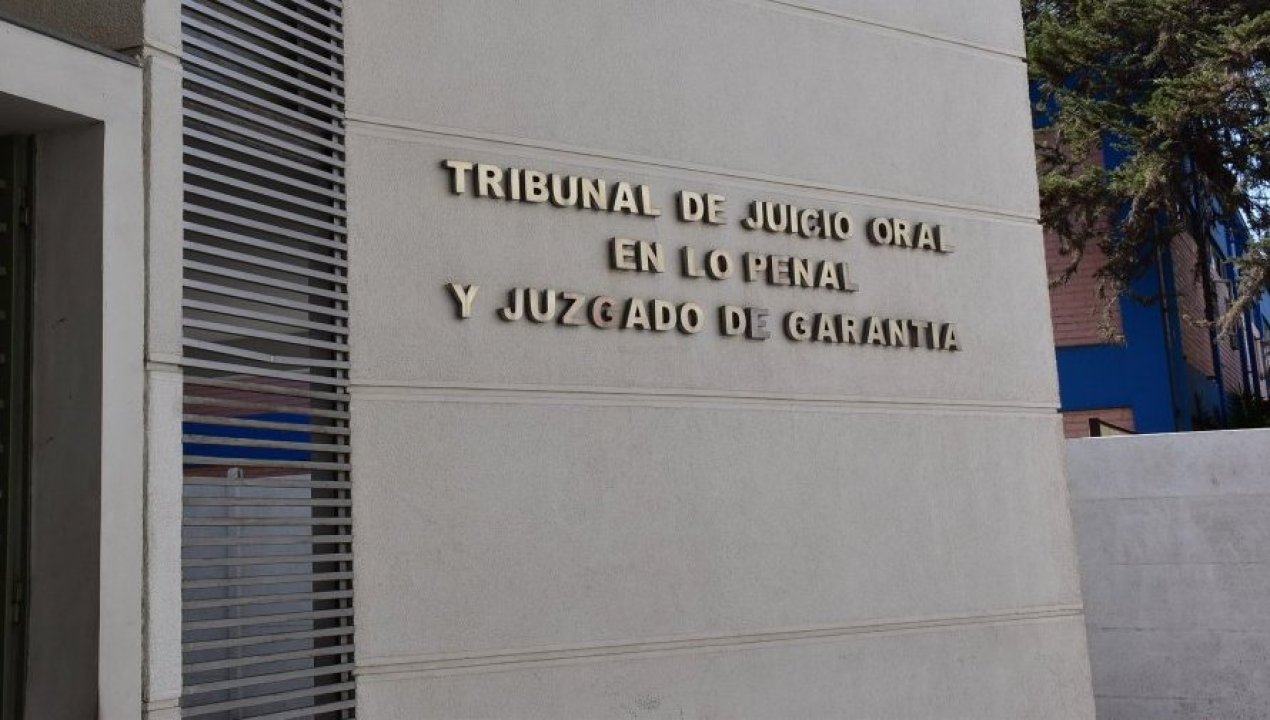 TRIBUNAL DE JUICIO ORAL
EN LO PENAL
Y JUZGADO DE GARANTIA